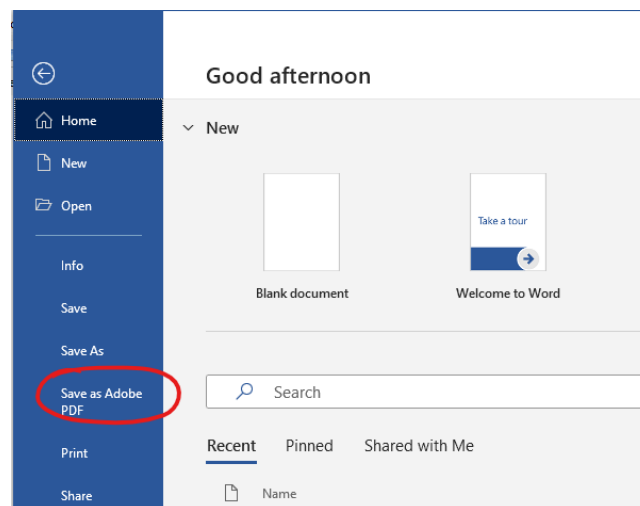 Good afternoon
Home
New
Open
Info
Save
Save As
Save as Adobe
PDF
Print
Share
New
Take a tour
Blank document
Welcome to Word
Search
Recent
Pinned
Shared with Me
Name